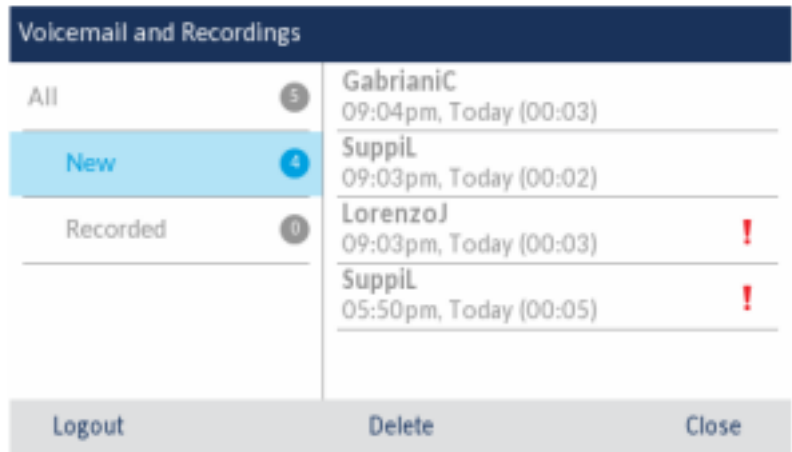 Voicemail and Recordings
All 5
New 4
Recorded 0
GabrianiC
09:04pm, Today (00:03)
SuppiL
09:03pm, Today (00:02)
LorenzoJ
09:03pm, Today (00:03) !
SuppiL
05:50pm, Today (00:05) !
Logout Delete Close